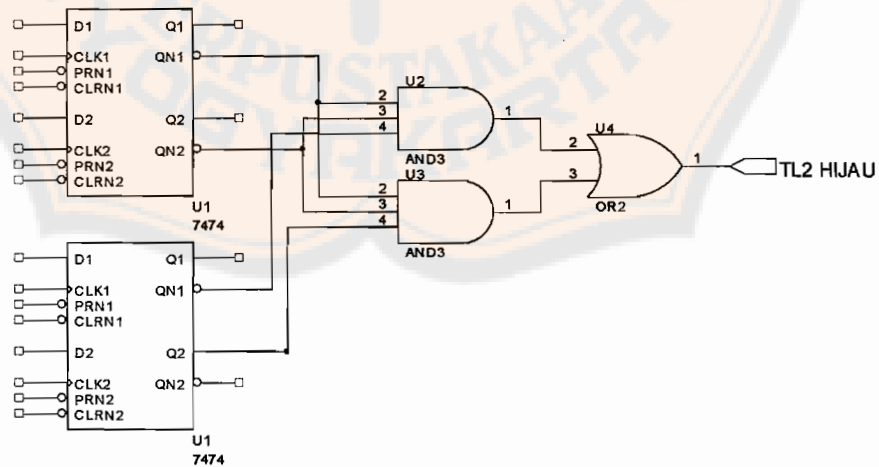 D1 Q1
CLK1 QN1
PRN1
CLRN1
D2 Q2
CLK2 QN2
PRN2
CLRN2
U1
7474
U2
2
3
4
1
AND3
U3
2
3
4
1
AND3
U4
2
3
1
OR2
TL2 HIJAU
D1 Q1
CLK1 QN1
PRN1
CLRN1
D2 Q2
CLK2 QN2
PRN2
CLRN2
U1
7474
PUSTAKAA
YOGYAKARTA